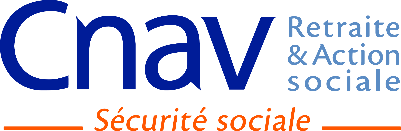 Cnav
Retraite
& Action
sociale
Sécurité sociale